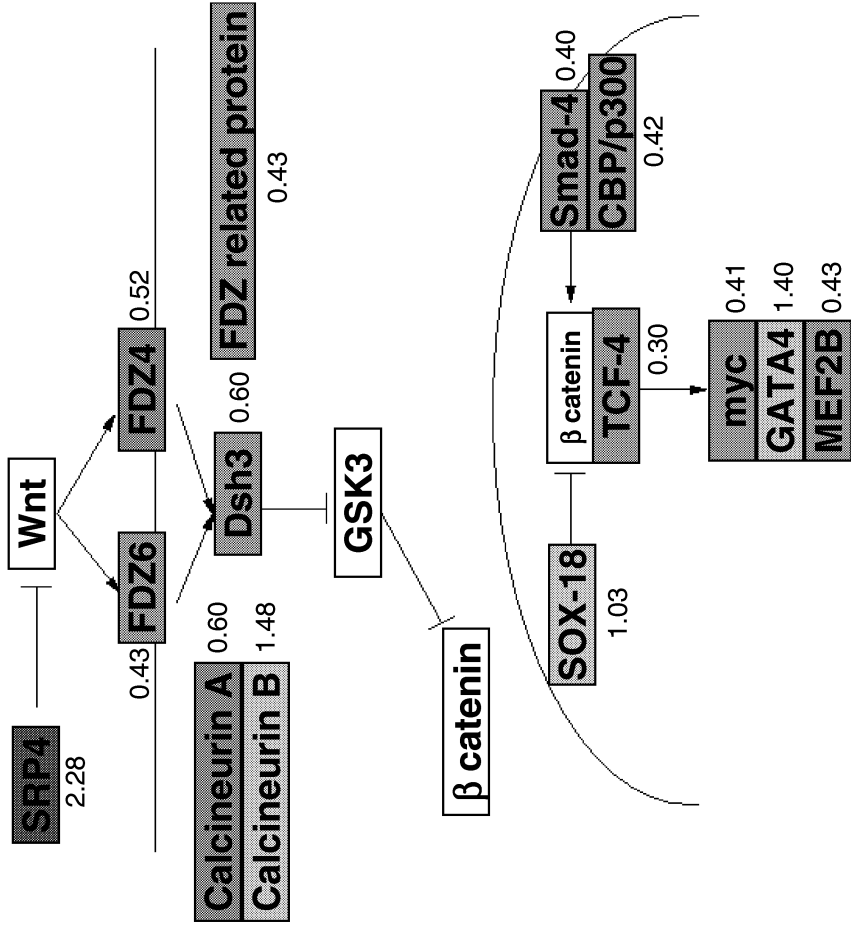 SRP4
2.28
Wnt
0.43
FDZ6
FDZ4
0.52
Calcineurin A
0.60
Calcineurin B
1.48
Dsh3
0.60
FDZ related protein
0.43
GSK3
β catenin
SOX-18
1.03
β catenin
TCF-4
0.30
Smad-4
0.40
CBP/p300
0.42
myc
0.41
GATA4
1.40
MEF2B
0.43